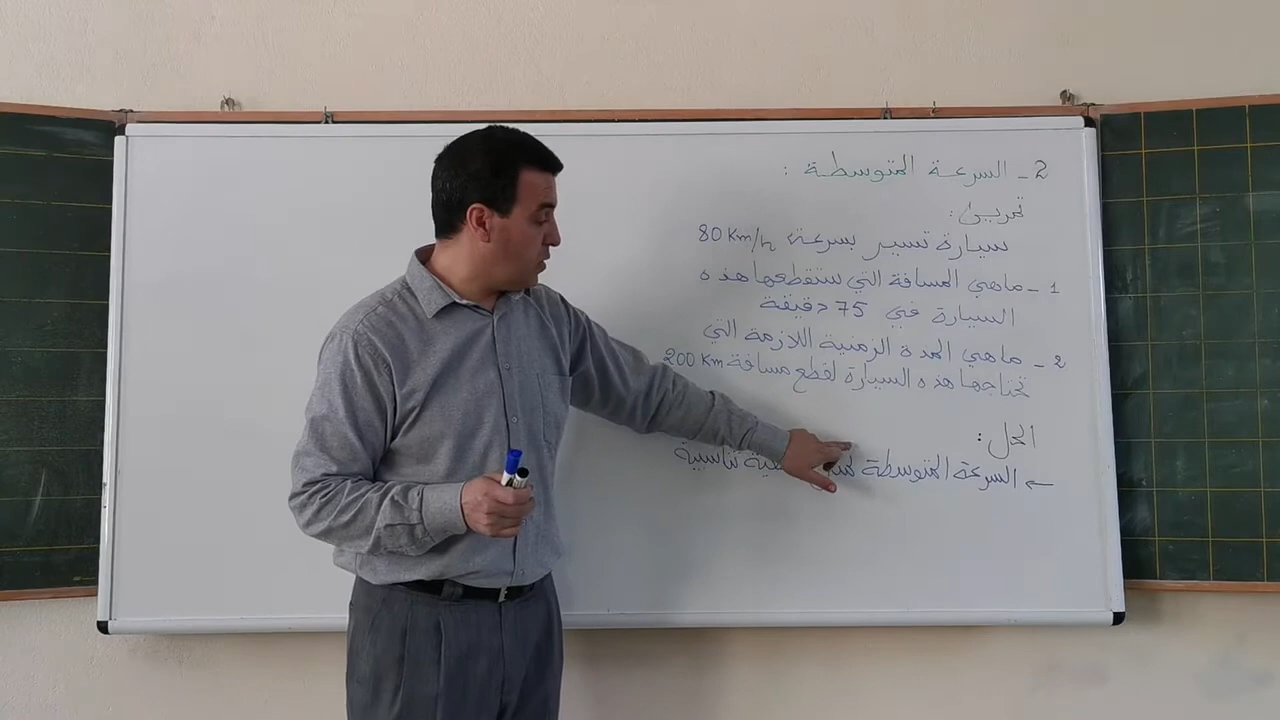 2 - السرعة المتوسطة :
تمرين :
سيارة تسير بسرعة 80 Km/h
1 - ماهي المسافة التي ستقطعها هذه
السيارة في 75 دقيقة
2 - ماهي المدة الزمنية اللازمة التي
تحتاجها هذه السيارة لقطع مسافة 200 Km
الحل :
← السرعة المتوسطة تناسبية